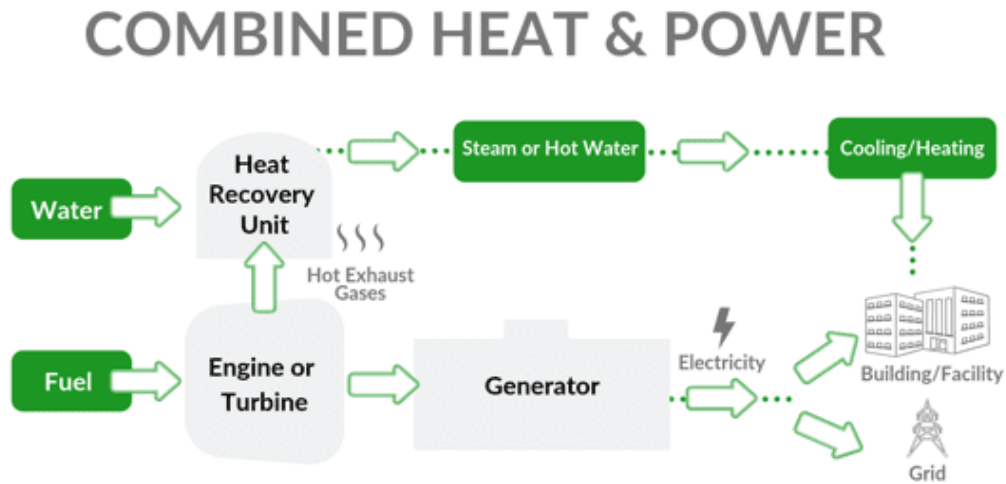 COMBINED HEAT & POWER
Heat
Recovery
Unit
Steam or Hot Water
Cooling/Heating
Water
Hot Exhaust
Gases
Fuel
Engine or
Turbine
Generator
Electricity
Building/Facility
Grid